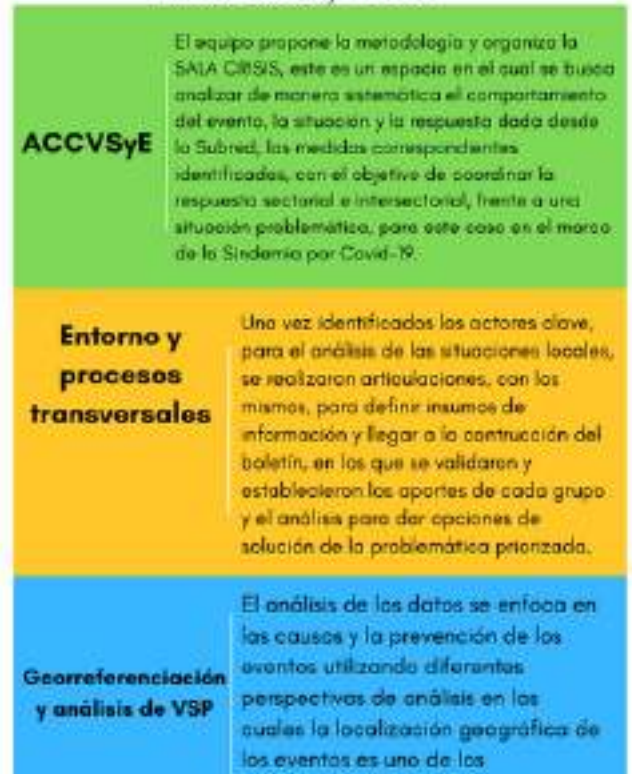 ACCVSyE
El equipo propone la metodología y organiza la
SALA CRISIS, este es un espacio en el cual se busca
analizar de manera sistemática el comportamiento
del evento, la situación y la respuesta dada desde
la Subred, las medidas correspondientes
identificadas, con el objetivo de coordinar la
respuesta sectorial e intersectorial, frente a una
situación problemática, para este caso en el marco
de la Sindemia por Covid-19.
Entorno y
procesos
transversales
Una vez identificados los actores clave,
para el análisis de las situaciones locales,
se realizaron articulaciones, con los
mismos, para definir insumos de
información y llegar a la contrucción del
boletín, en los que se validaron y
establecieron los aportes de cada grupo
y el análisis para dar opciones de
solución de la problemática priorizada.
Georreferenciación
y análisis de VSP
El análisis de los datos se enfoca en
las causas y la prevención de los
eventos utilizando diferentes
perspectivas de análisis en las
cuales la localización geográfica de
los eventos es uno de los